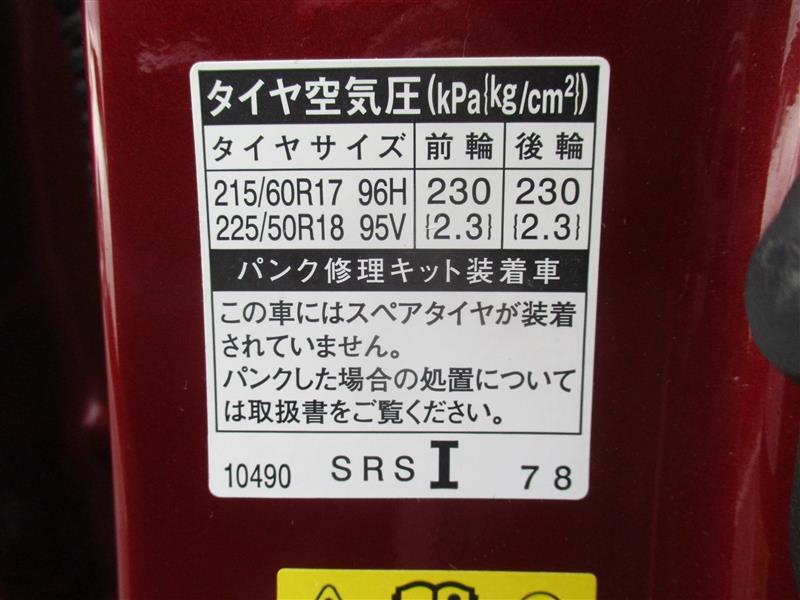 タイヤ空気圧(kPa{kg/cm²})
タイヤサイズ 前輪 後輪
215/60R17 96H 230 230
225/50R18 95V {2.3} {2.3}
パンク修理キット装着車
この車にはスペアタイヤが装着
されていません。
パンクした場合の処置について
は取扱書をご覧ください。
10490 SRS I 78